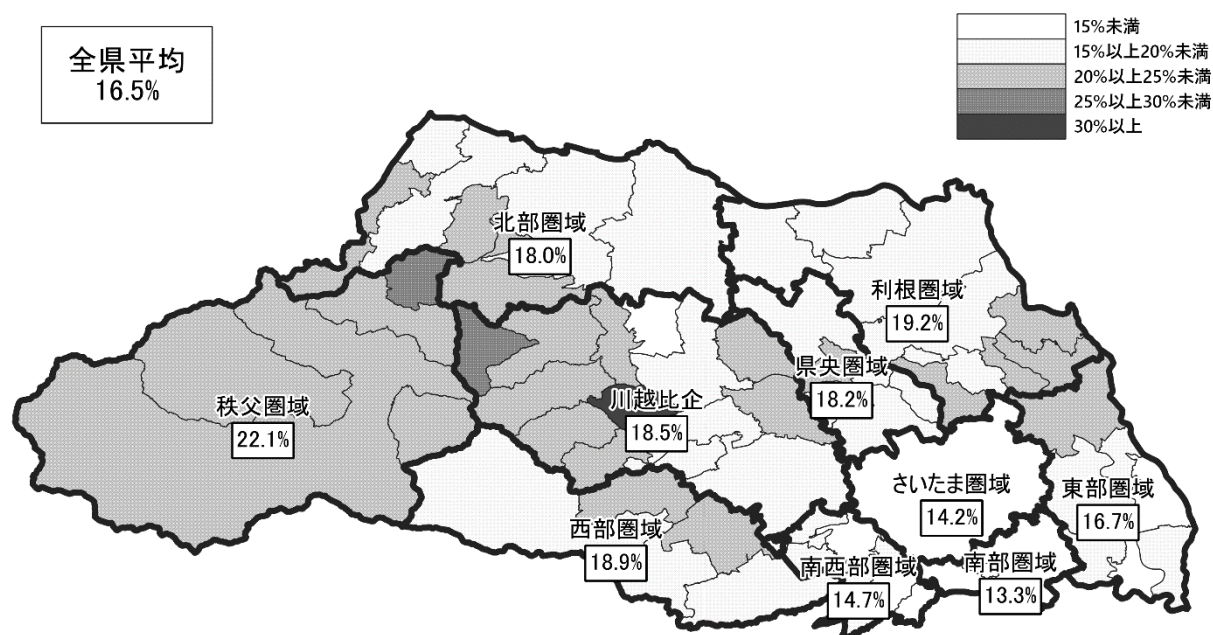 全県平均
16.5%
15%未満
15%以上20%未満
20%以上25%未満
25%以上30%未満
30%以上
北部圏域
18.0%
利根圏域
19.2%
県央圏域
18.2%
秩父圏域
22.1%
川越比企
18.5%
さいたま圏域
14.2%
東部圏域
16.7%
西部圏域
18.9%
南西部圏域
14.7%
南部圏域
13.3%